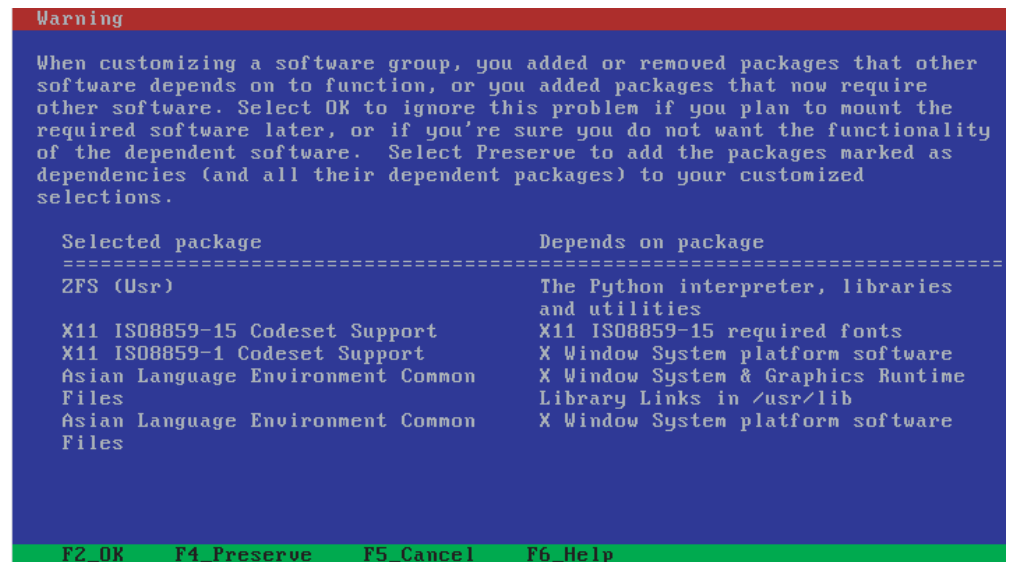 Warning
When customizing a software group, you added or removed packages that other
software depends on to function, or you added packages that now require
other software. Select OK to ignore this problem if you plan to mount the
required software later, or if you're sure you do not want the functionality
of the dependent software.  Select Preserve to add the packages marked as
dependencies (and all their dependent packages) to your customized
selections.
Selected package                      Depends on package
===========================================================================
ZFS (Usr)                             The Python interpreter, libraries
                                      and utilities
X11 ISO8859-15 Codeset Support        X11 ISO8859-15 required fonts
X11 ISO8859-1 Codeset Support         X Window System platform software
Asian Language Environment Common     X Window System & Graphics Runtime
Files                                 Library Links in /usr/lib
Asian Language Environment Common     X Window System platform software
Files
F2_OK    F4_Preserve    F5_Cancel    F6_Help